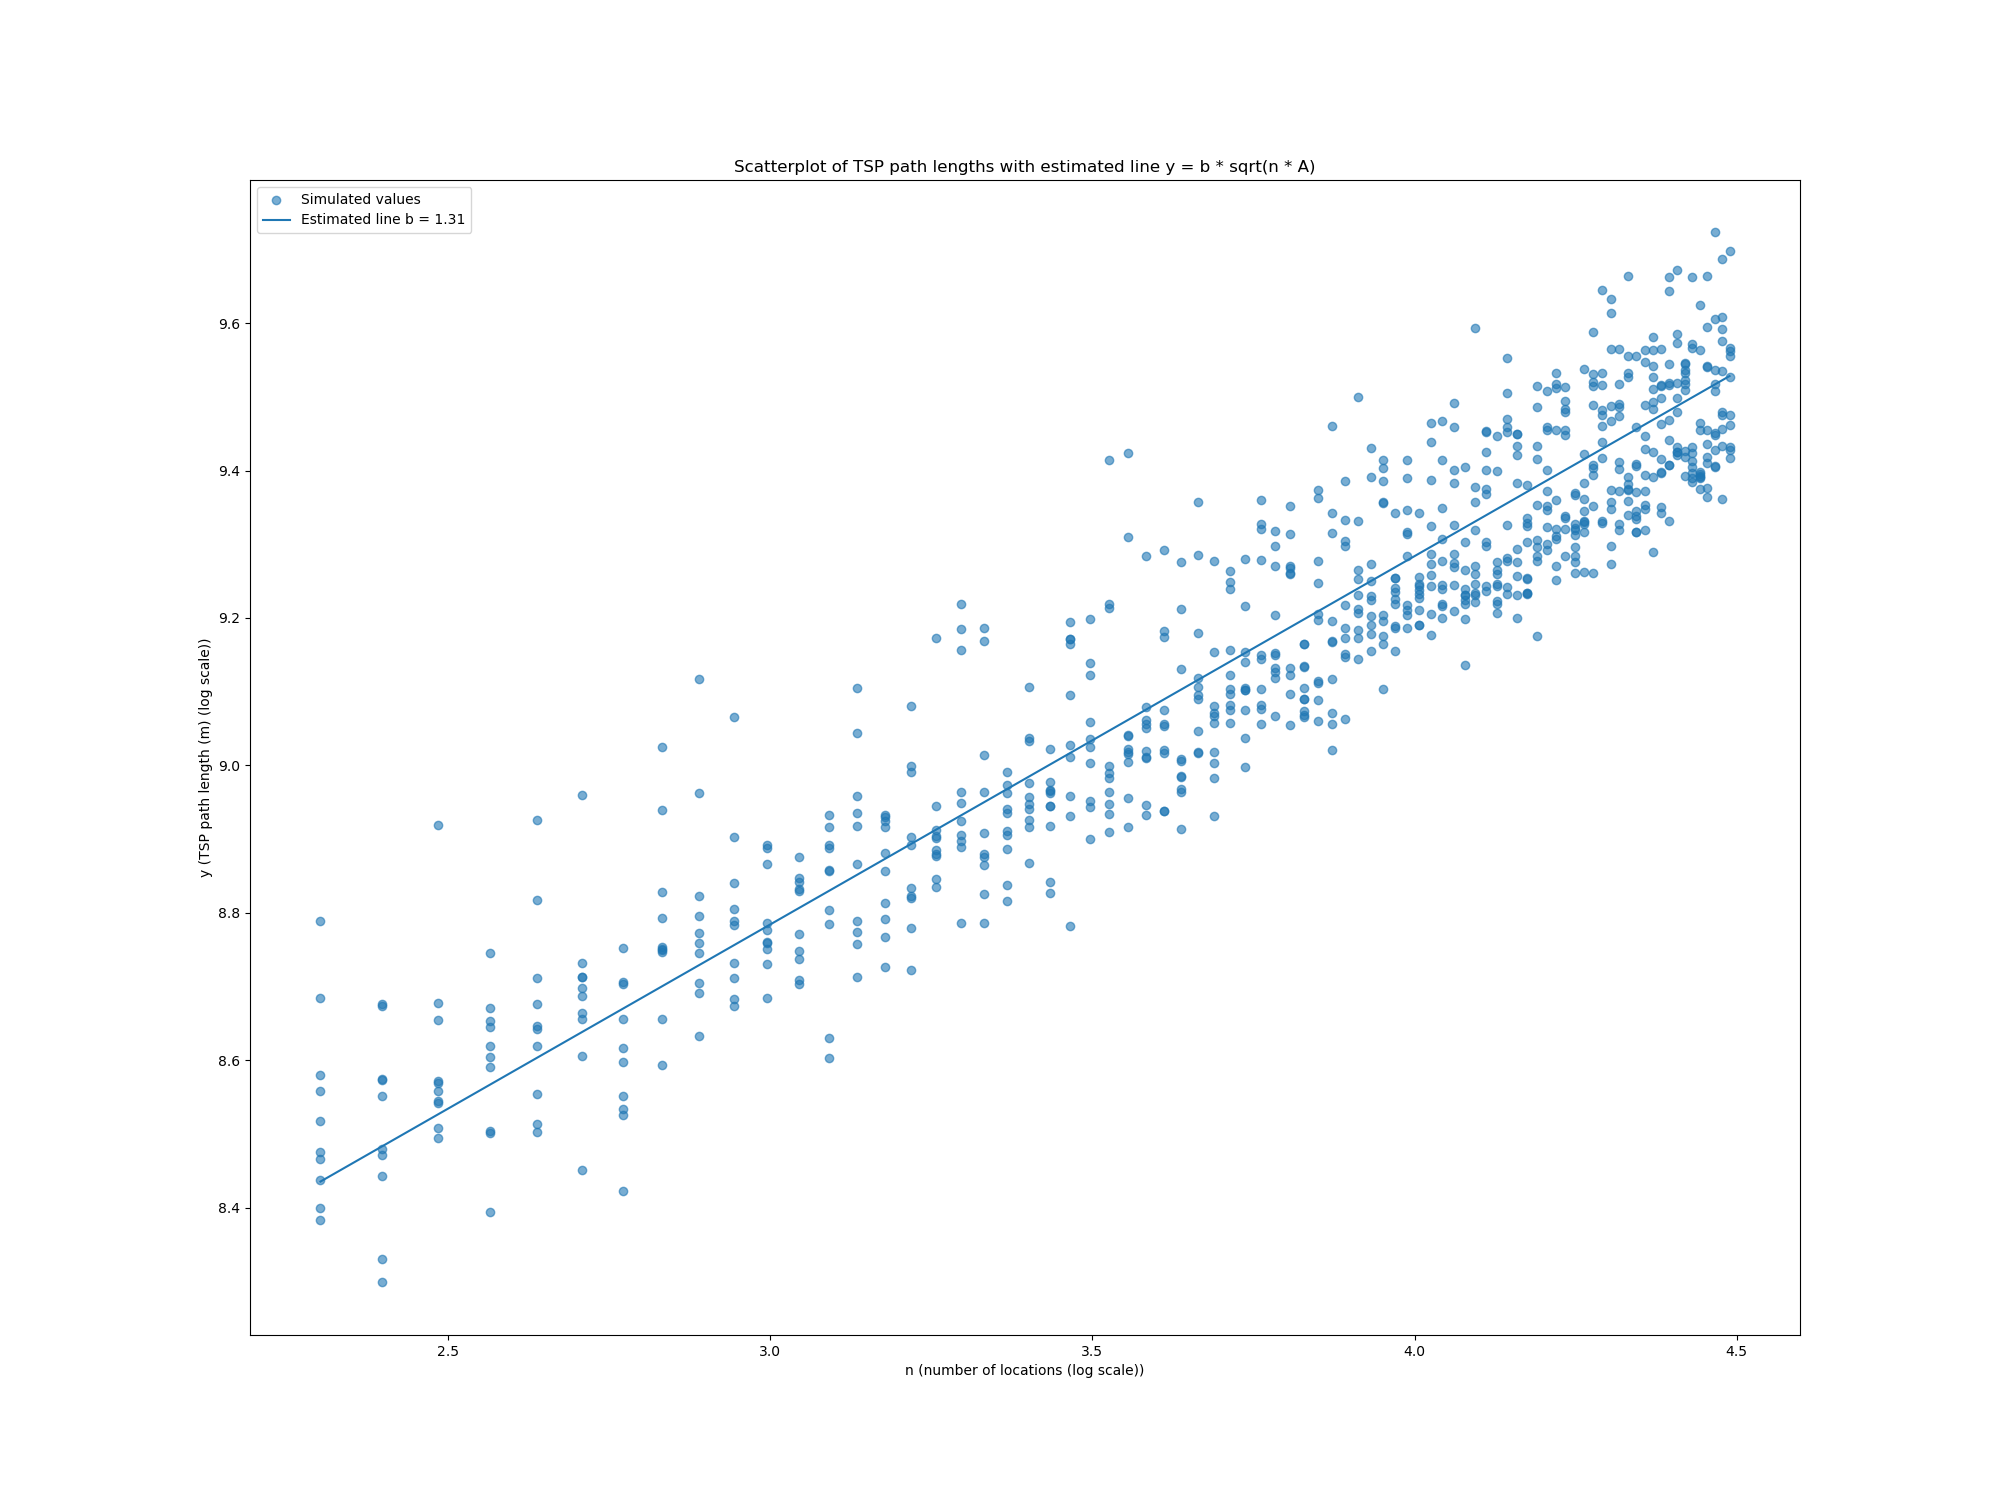 Scatterplot of TSP path lengths with estimated line y = b * sqrt(n * A)
Simulated values
Estimated line b = 1.31
y (TSP path length (m) (log scale))
9.6
9.4
9.2
9.0
8.8
8.6
8.4
2.5 3.0 3.5 4.0 4.5
n (number of locations (log scale))